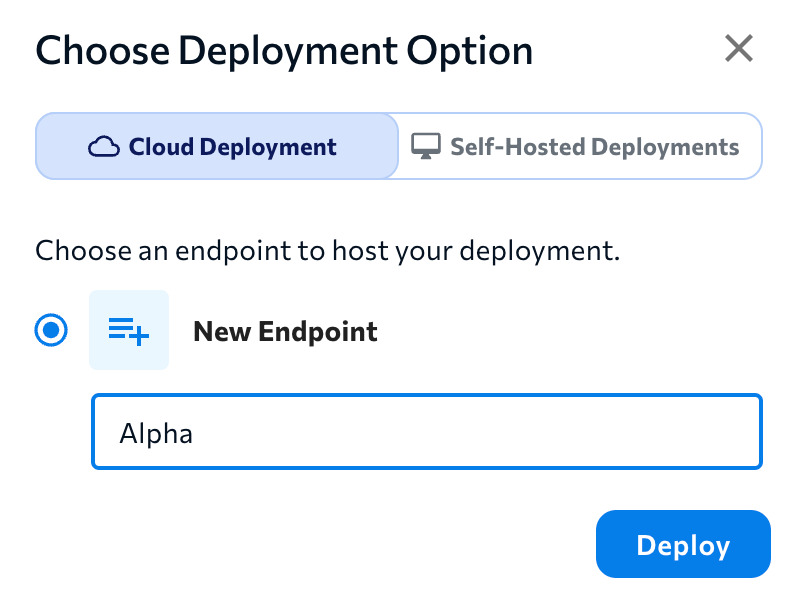 Choose Deployment Option
Cloud Deployment
Self-Hosted Deployments
Choose an endpoint to host your deployment.
New Endpoint
Alpha
Deploy